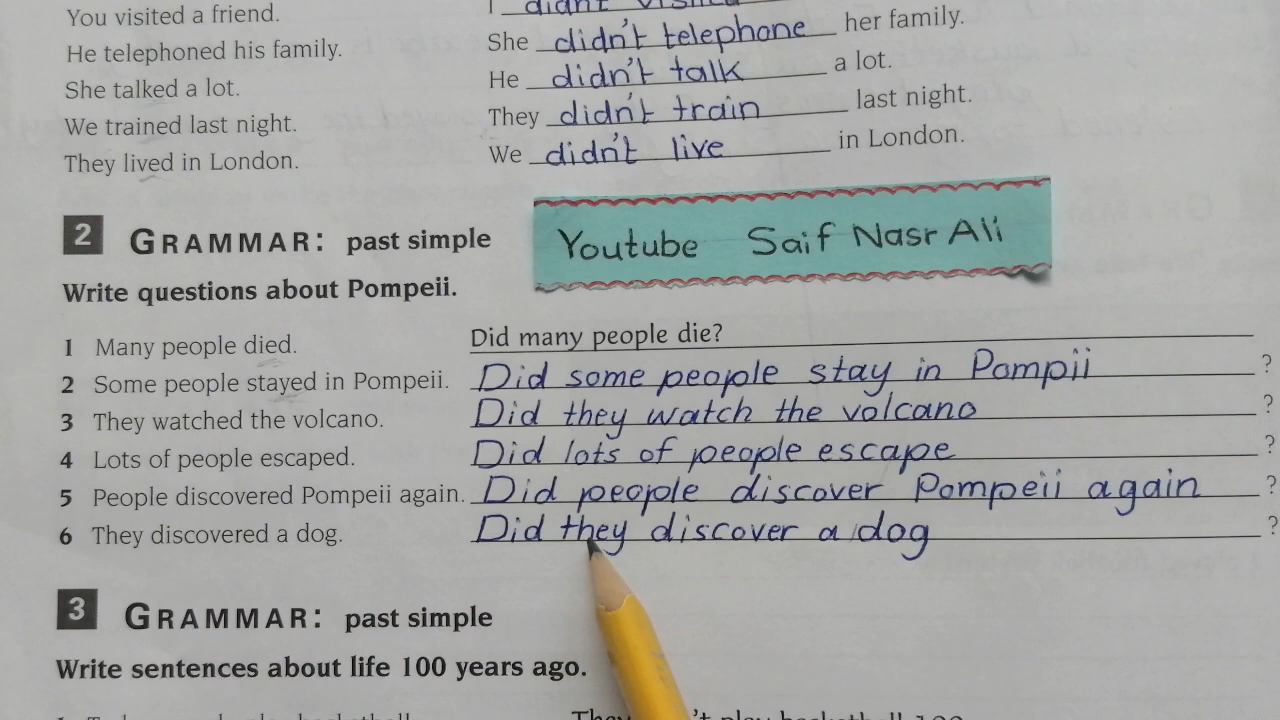 You visited a friend. I didn't visited
He telephoned his family. She didn't telephone her family.
She talked a lot. He didn't talk a lot.
We trained last night. They didn't train last night.
They lived in London. We didn't live in London.
2 GRAMMAR: past simple
Youtube Saif Nasr Ali
Write questions about Pompeii.
1 Many people died. Did many people die?
2 Some people stayed in Pompeii. Did some people stay in Pompii ?
3 They watched the volcano. Did they watch the volcano ?
4 Lots of people escaped. Did lots of people escape ?
5 People discovered Pompeii again. Did people discover Pompeii again ?
6 They discovered a dog. Did they discover a dog ?
3 GRAMMAR: past simple
Write sentences about life 100 years ago.